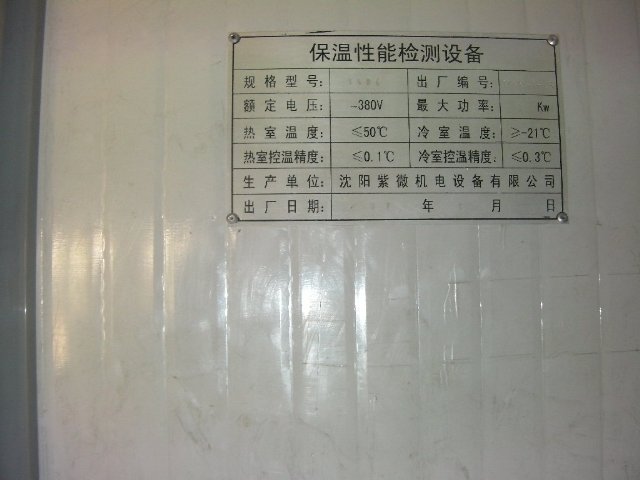 保温性能检测设备
规格型号： 出厂编号：
额定电压： ~380V 最大功率： Kw
热室温度： ≤50℃ 冷室温度： ≥-21℃
热室控温精度： ≤0.1℃ 冷室控温精度： ≤0.3℃
生产单位： 沈阳紫微机电设备有限公司
出厂日期： 年 月 日